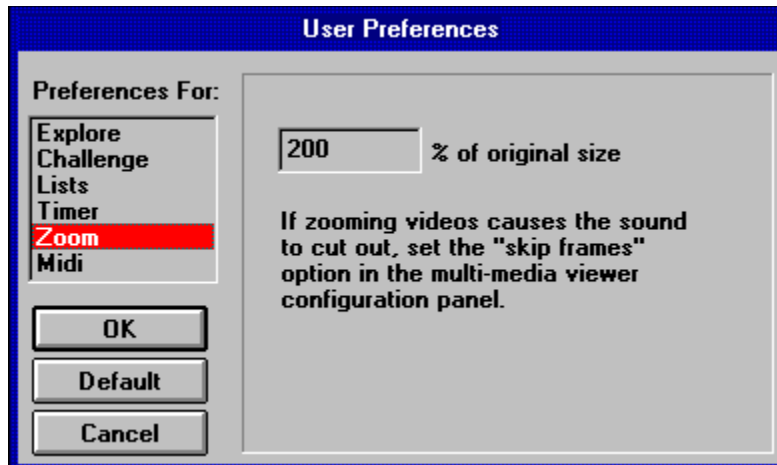 User Preferences
Preferences For:
Explore
Challenge
Lists
Timer
Zoom
Midi
OK
Default
Cancel
200 % of original size
If zooming videos causes the sound
to cut out, set the "skip frames"
option in the multi-media viewer
configuration panel.